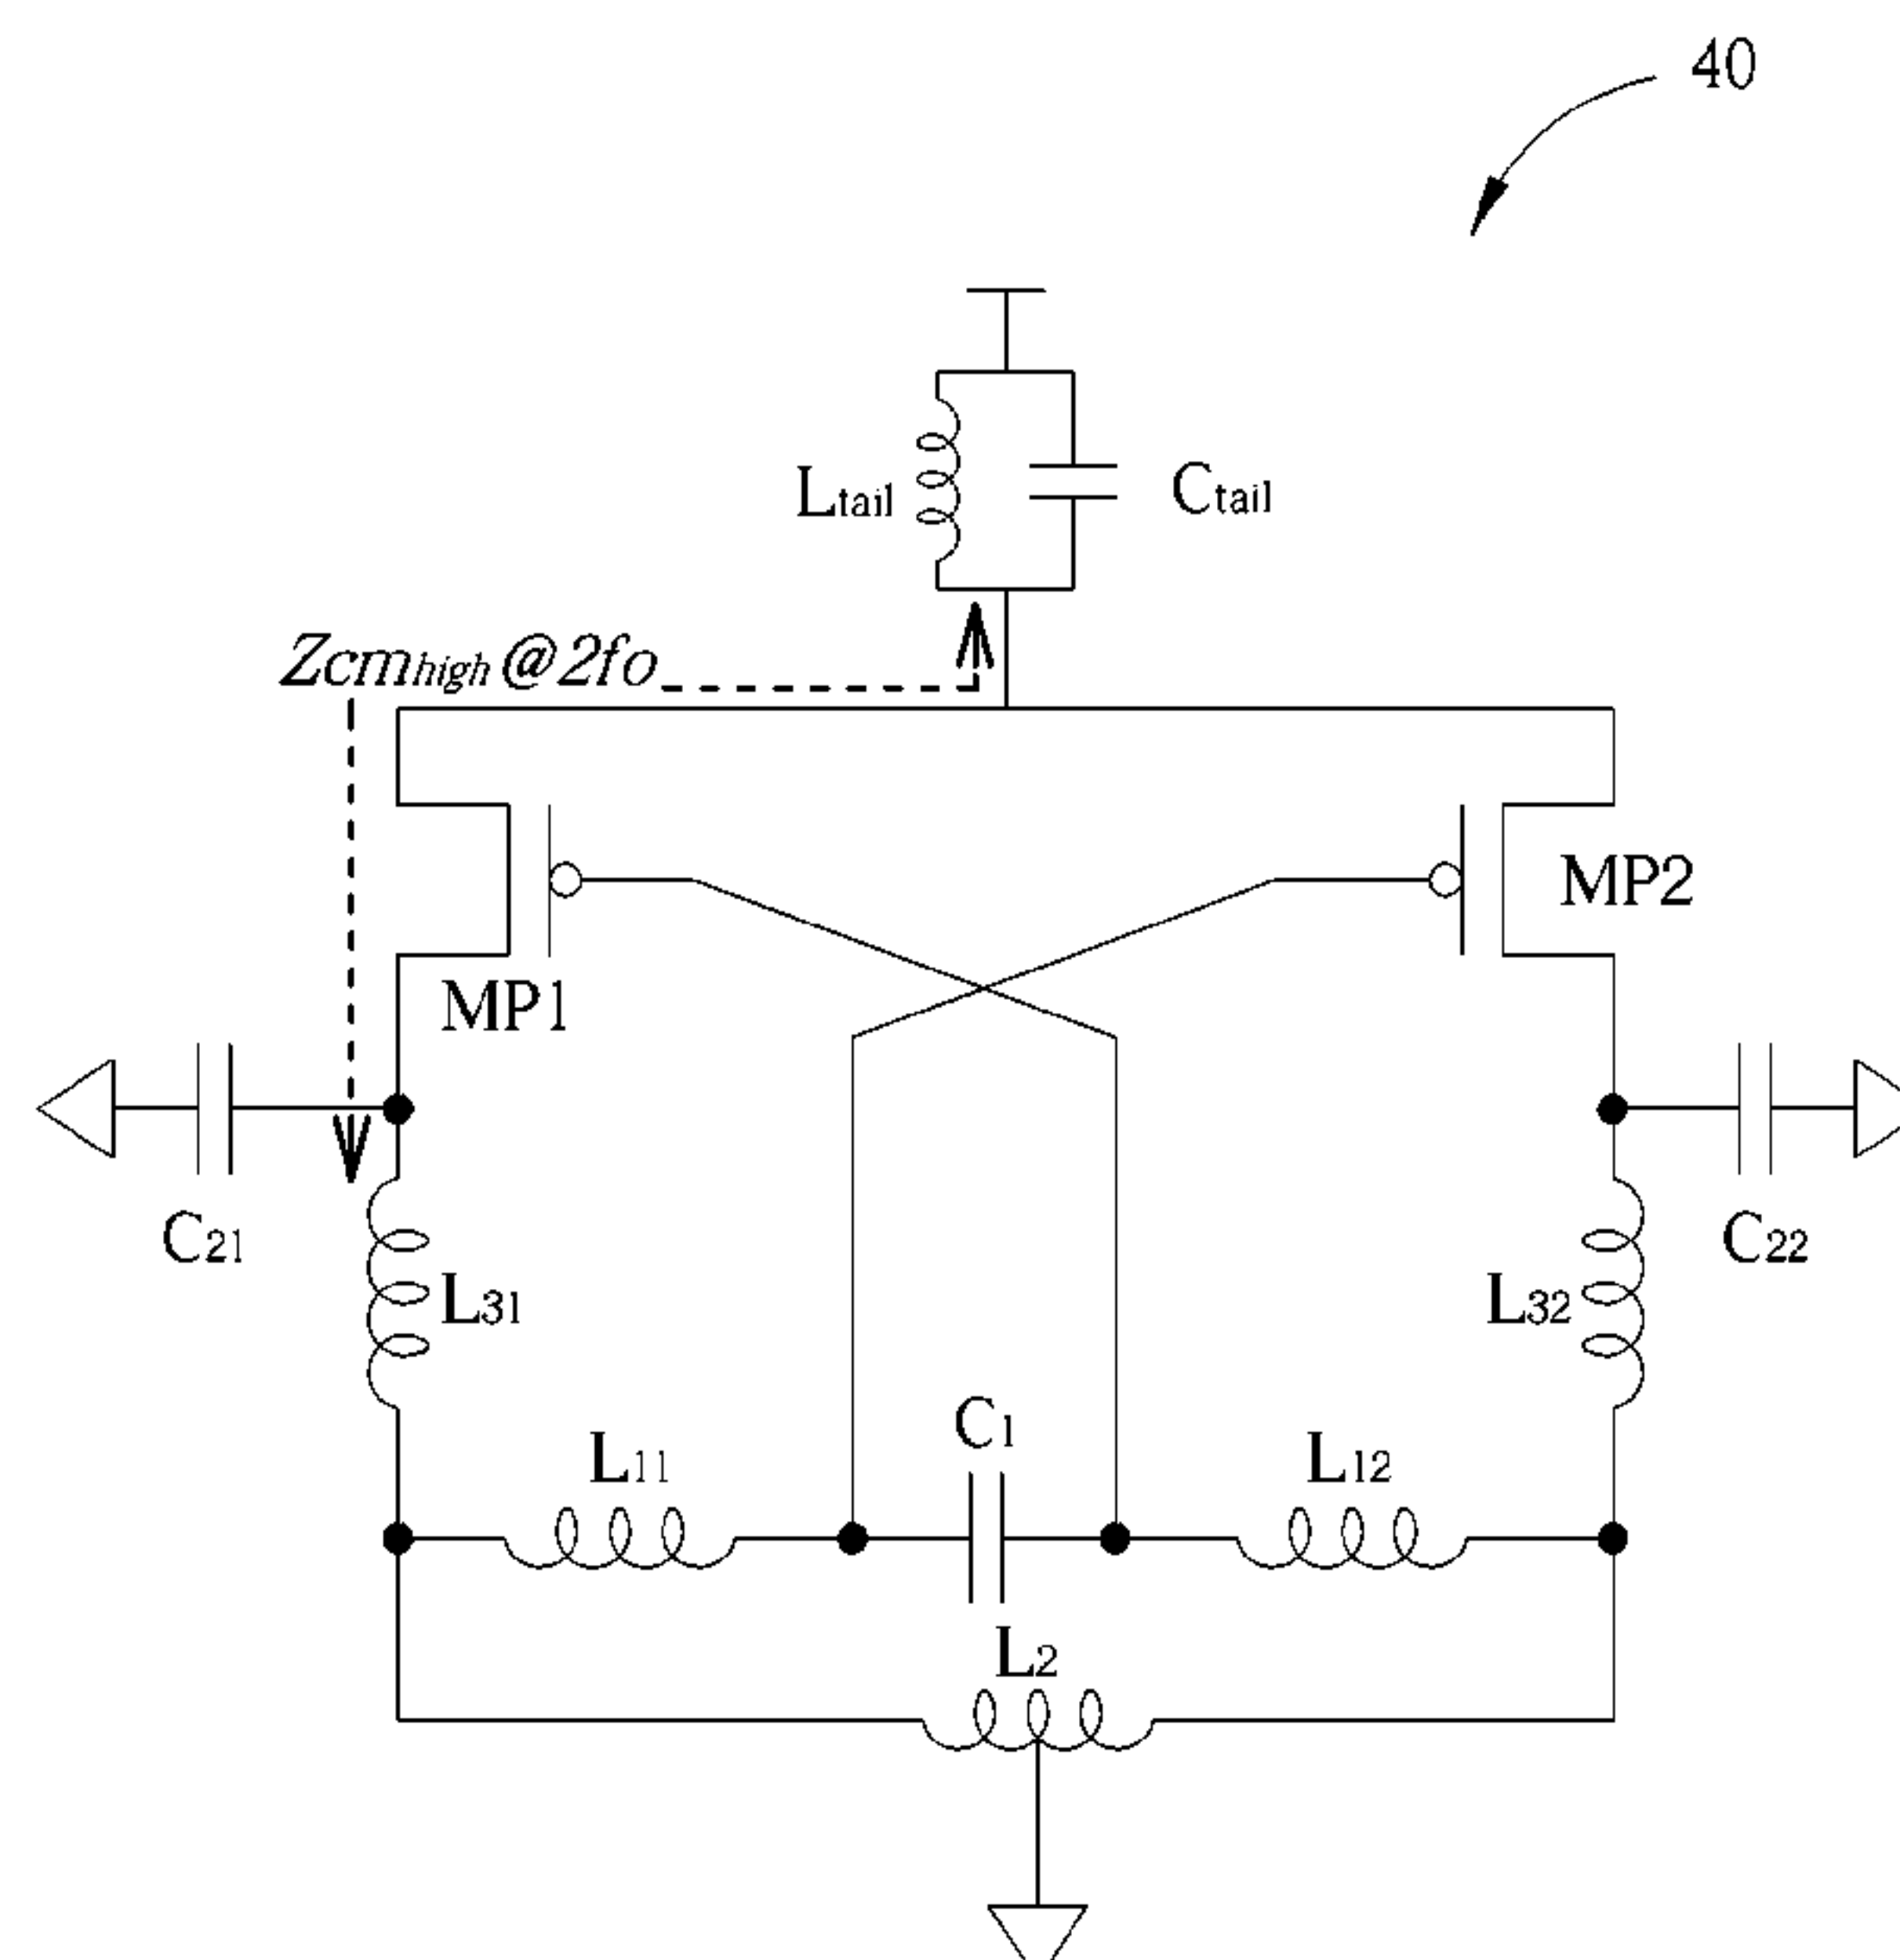 40
Ltail
Ctail
Zcmhigh@2fo
MP2
MP1
C21
C22
L31
L32
C1
L11
L12
L2